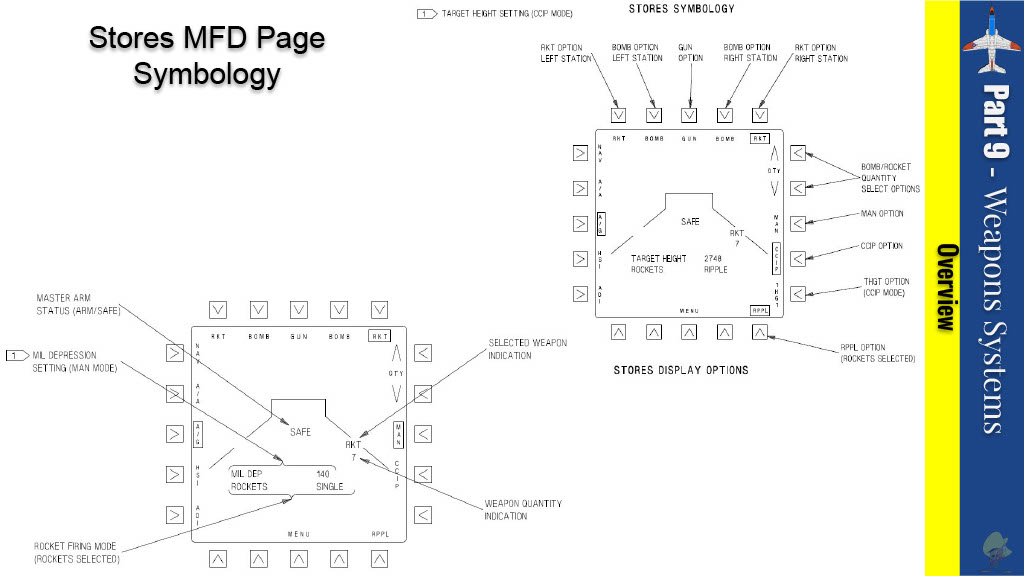 Stores MFD Page
Symbology
1 TARGET HEIGHT SETTING (CCIP MODE)
STORES SYMBOLOGY
RKT OPTION
LEFT STATION
BOMB OPTION
LEFT STATION
GUN
OPTION
BOMB OPTION
RIGHT STATION
RKT OPTION
RIGHT STATION
RKT BOMB GUN BOMB RKT
NAV
A/A
A/G
HSI
ADI
QTY
MAN
CCIP
THGT
SAFE
RKT
7
TARGET HEIGHT 2748
ROCKETS RIPPLE
MENU RPPL
BOMB/ROCKET
QUANTITY
SELECT OPTIONS
MAN OPTION
CCIP OPTION
THGT OPTION
(CCIP MODE)
RPPL OPTION
(ROCKETS SELECTED)
STORES DISPLAY OPTIONS
MASTER ARM
STATUS (ARM/SAFE)
1 MIL DEPRESSION
SETTING (MAN MODE)
ROCKET FIRING MODE
(ROCKETS SELECTED)
RKT BOMB GUN BOMB RKT
NAV
A/A
A/G
HSI
ADI
QTY
MAN
CCIP
SAFE
RKT
7
MIL DEP 140
ROCKETS SINGLE
MENU RPPL
SELECTED WEAPON
INDICATION
WEAPON QUANTITY
INDICATION
Part 9 - Weapons Systems
Overview